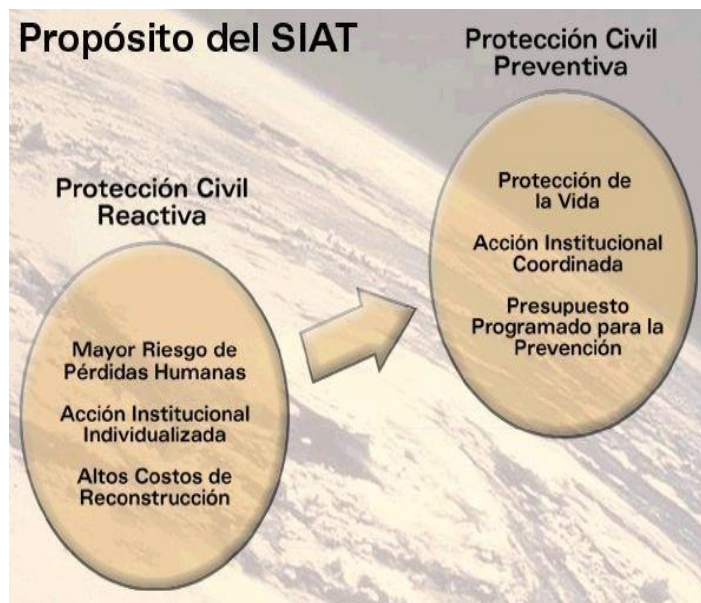 Propósito del SIAT
Protección Civil
Preventiva
Protección de
la Vida
Acción Institucional
Coordinada
Presupuesto
Programado para la
Prevención
Protección Civil
Reactiva
Mayor Riesgo de
Pérdidas Humanas
Acción Institucional
Individualizada
Altos Costos de
Reconstrucción